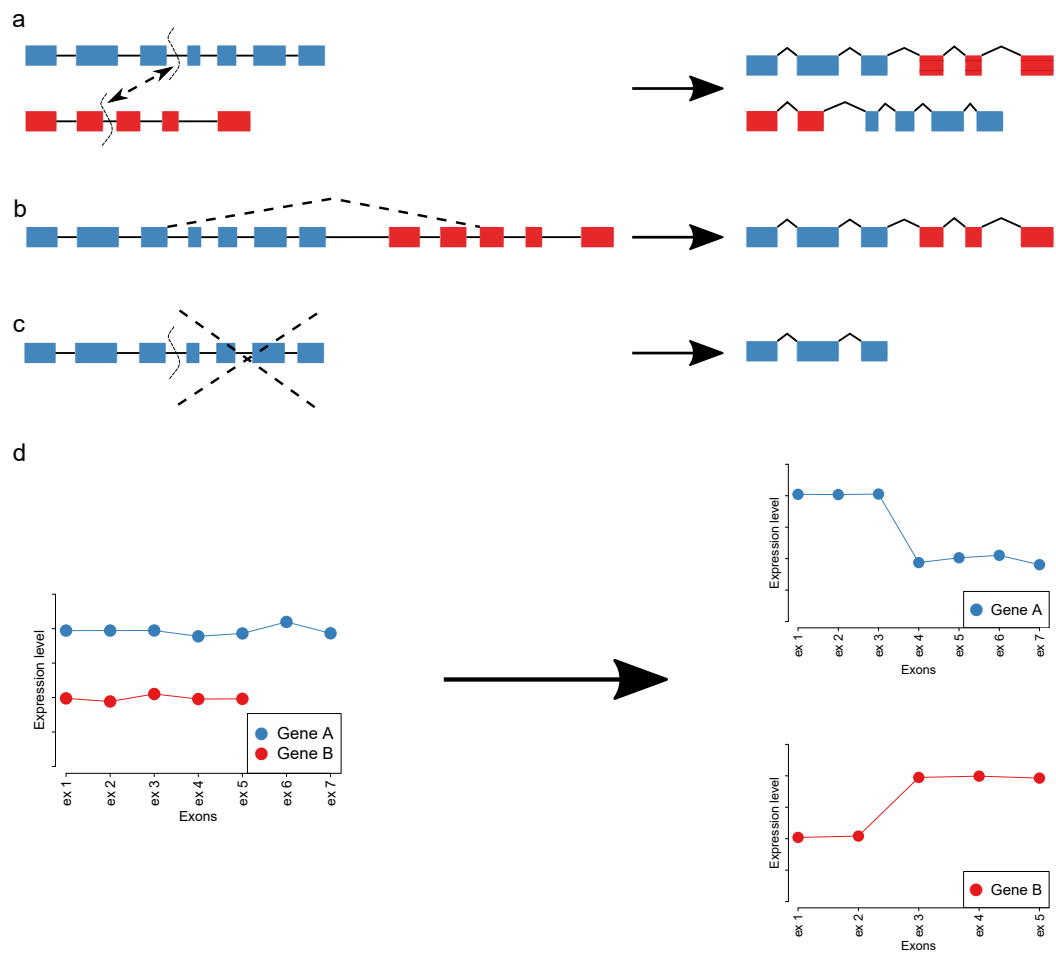 a
b
c
d
Expression level
Gene A
Gene B
ex 1
ex 2
ex 3
ex 4
ex 5
ex 6
ex 7
Exons
Expression level
Gene A
ex 1
ex 2
ex 3
ex 4
ex 5
ex 6
ex 7
Exons
Expression level
Gene B
ex 1
ex 2
ex 3
ex 4
ex 5
Exons